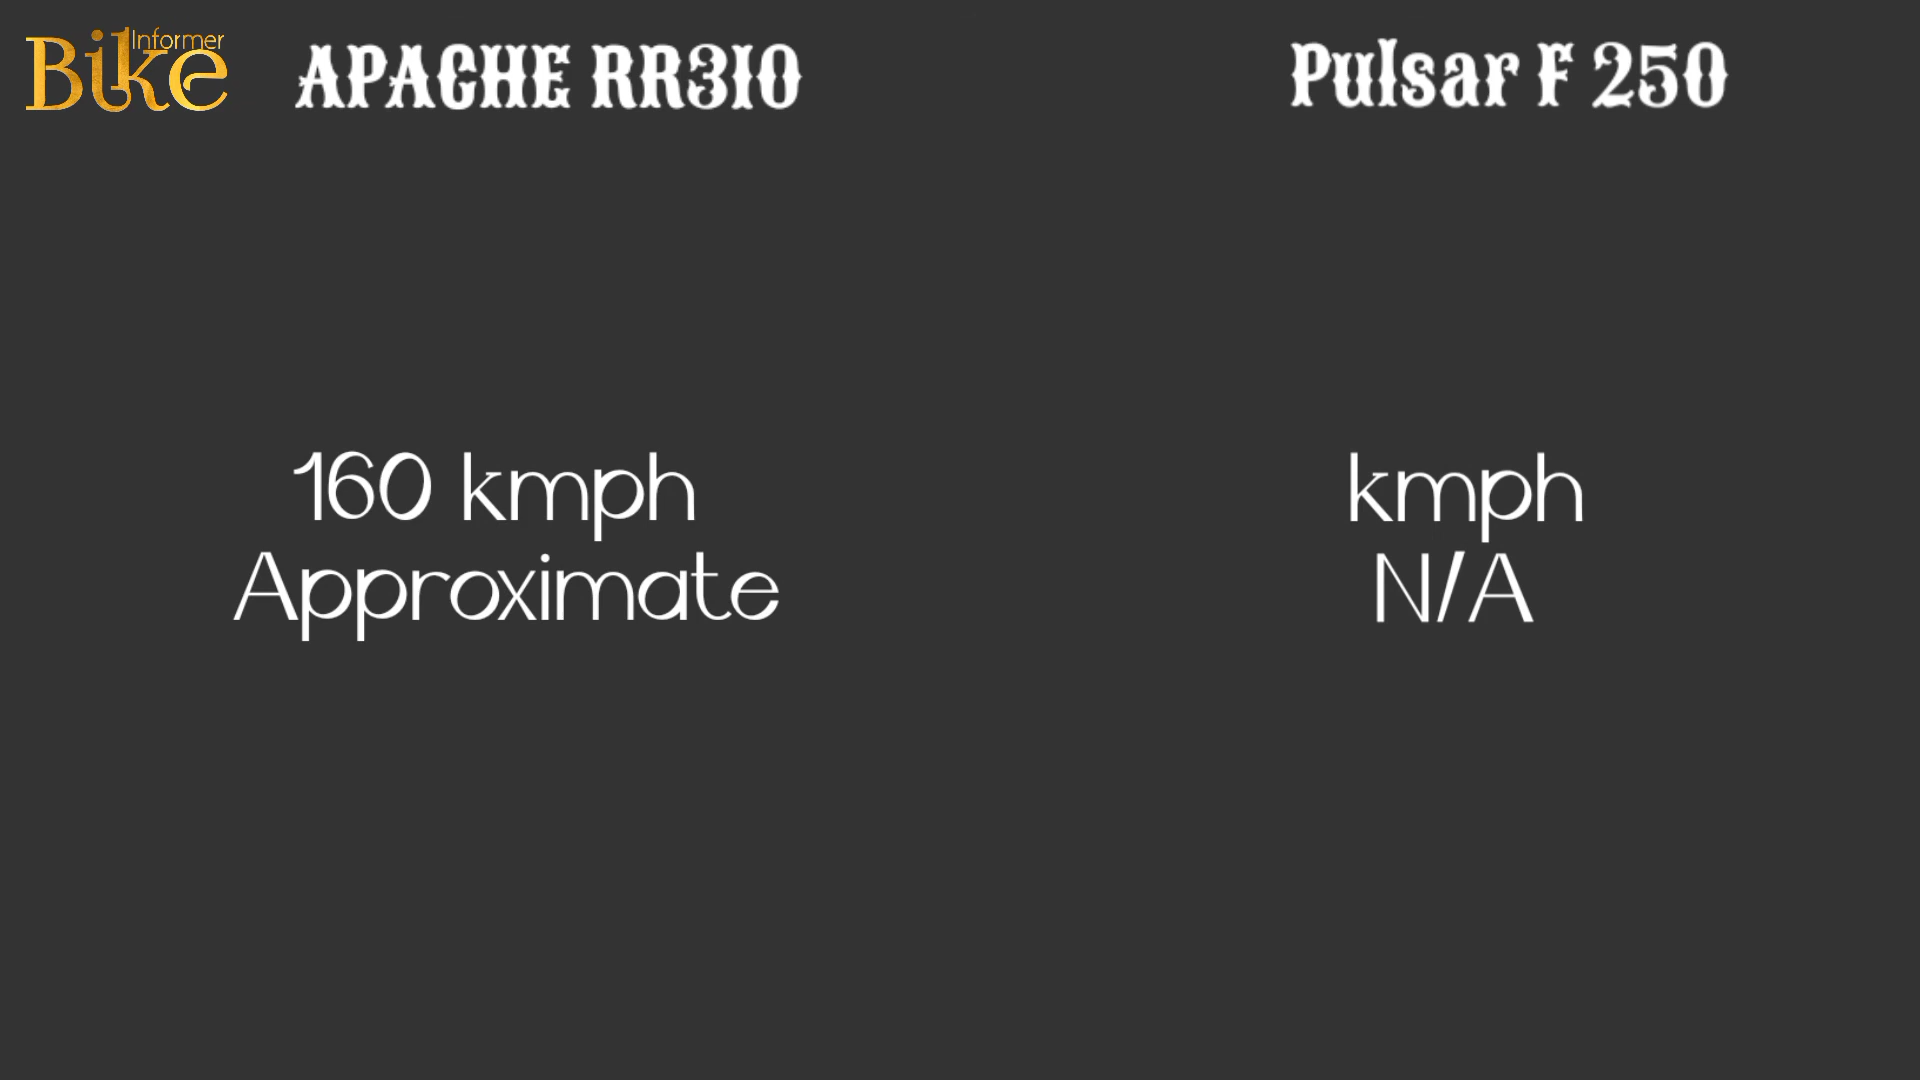 Bike Informer
APACHE RR310
Pulsar F 250
160 kmph
Approximate
kmph
N/A